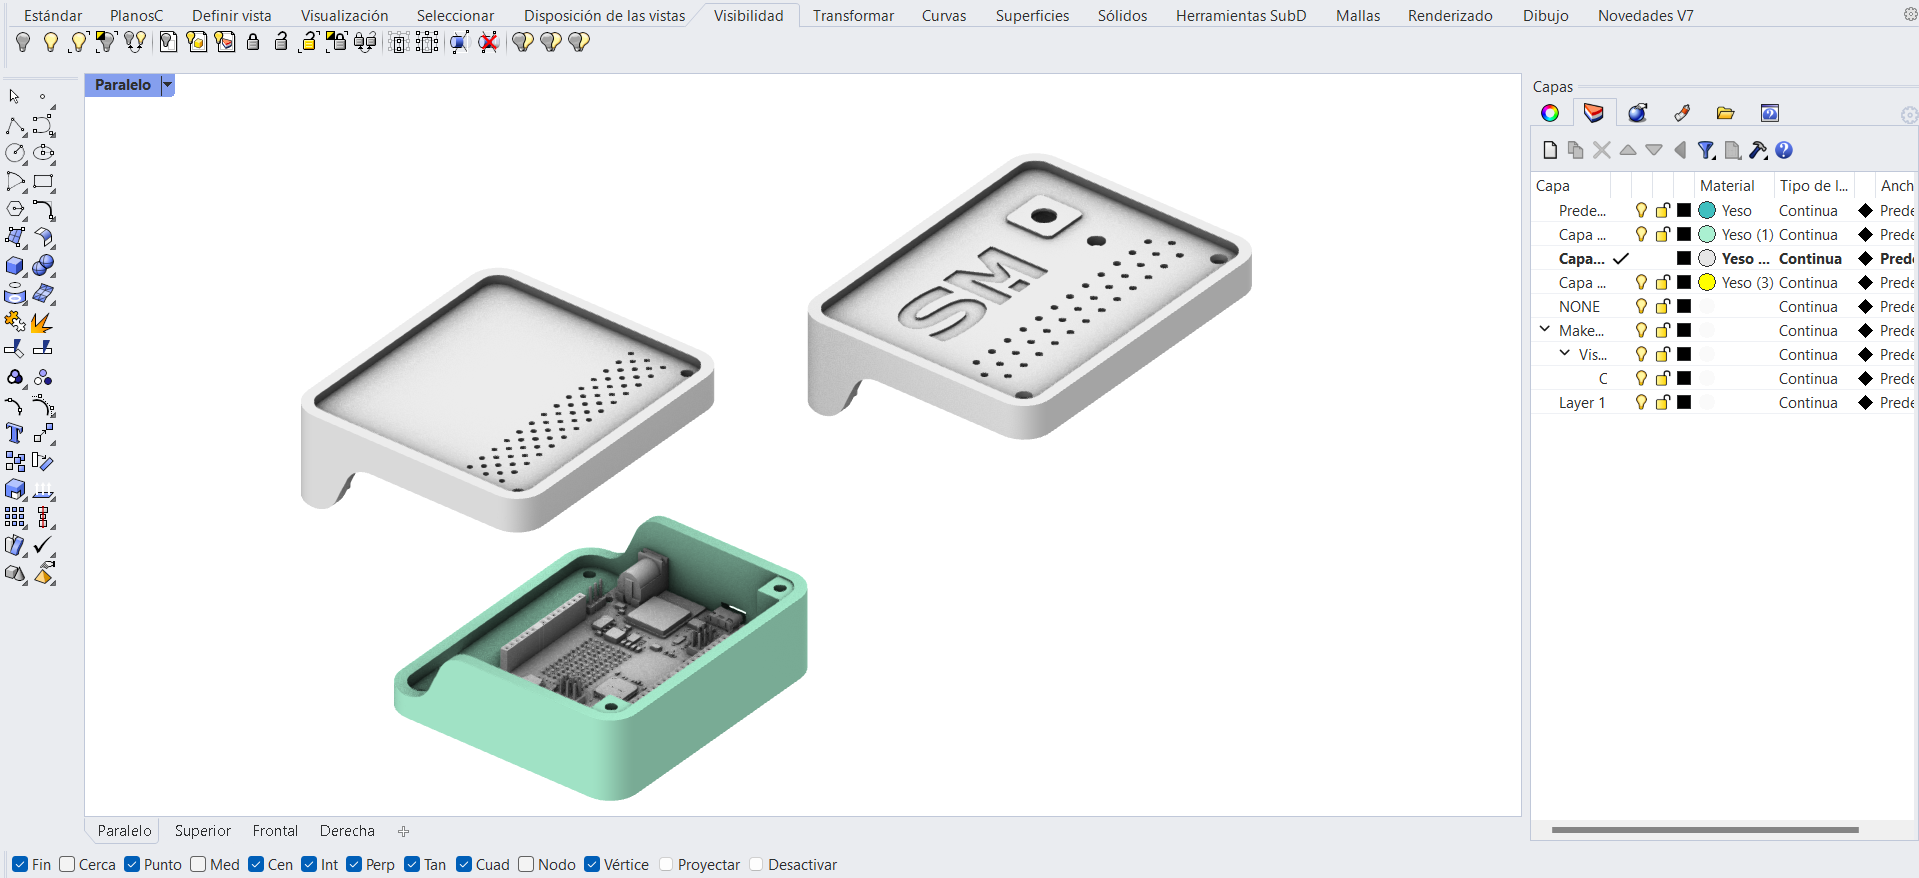 Estándar PlanosC Definir vista Visualización Seleccionar Disposición de las vistas Visibilidad Transformar Curvas Superficies Sólidos Herramientas SubD Mallas Renderizado Dibujo Novedades V7
Paralelo
Capas
Capa Material Tipo de l... Anch
Prede... Yeso Continua Prede
Capa ... Yeso (1) Continua Prede
Capa... Yeso ... Continua Prede
Capa ... Yeso (3) Continua Prede
NONE Continua Prede
Make... Continua Prede
Vis... Continua Prede
C Continua Prede
Layer 1 Continua Prede
SM
Paralelo Superior Frontal Derecha
Fin Cerca Punto Med Cen Int Perp Tan Cuad Nodo Vértice Proyectar Desactivar